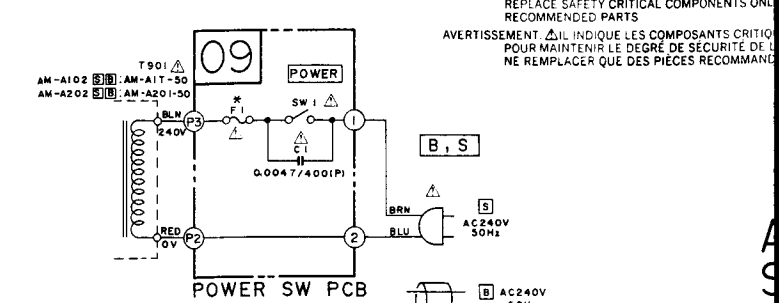 REPLACE SAFETY CRITICAL COMPONENTS ONL
RECOMMENDED PARTS
AVERTISSEMENT. ⚠IL INDIQUE LES COMPOSANTS CRITIQU
POUR MAINTENIR LE DEGRÉ DE SÉCURITÉ DE L
NE REMPLACER QUE DES PIÈCES RECOMMAND
09
T901 ⚠
AM-A102 S B : AM-A1T-50
AM-A202 S B : AM-A201-50
POWER
*
F1
⚠
SW1 ⚠
BLN
240V
P3
1
⚠
C1
0.0047/400(P)
B, S
⚠
BRN
S
AC240V
50Hz
BLU
RED
0V
P2
2
POWER SW PCB
B AC240V